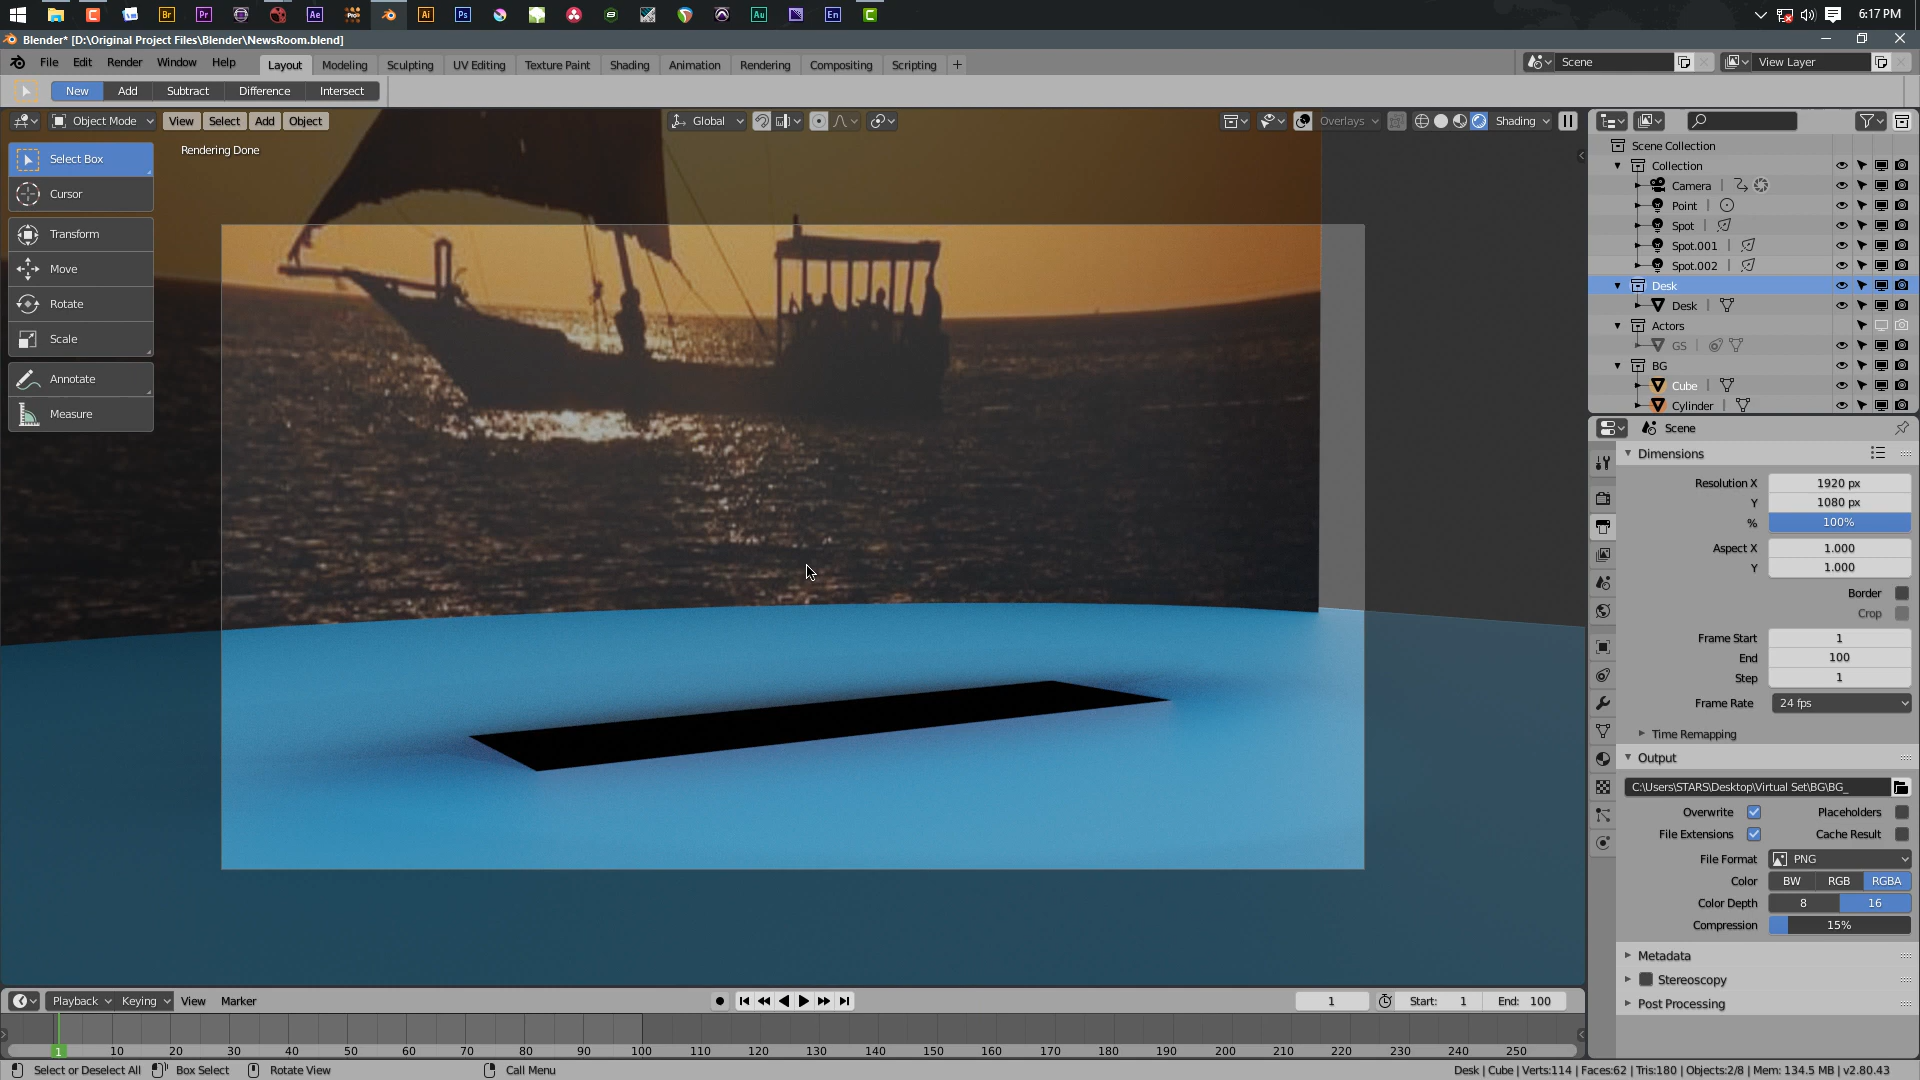 Br Pr Ae Pro Ai Ps Au En C 6:17 PM
Blender* [D:\Original Project Files\Blender\NewsRoom.blend]
File Edit Render Window Help Layout Modeling Sculpting UV Editing Texture Paint Shading Animation Rendering Compositing Scripting + Scene View Layer
New Add Subtract Difference Intersect
Object Mode View Select Add Object Global Overlays Shading
Rendering Done
Select Box
Cursor
Transform
Move
Rotate
Scale
Annotate
Measure
Scene Collection
Collection
Camera
Point
Spot
Spot.001
Spot.002
Desk
Desk
Actors
GS
BG
Cube
Cylinder
Scene
Dimensions
Resolution X 1920 px
Y 1080 px
% 100%
Aspect X 1.000
Y 1.000
Border
Crop
Frame Start 1
End 100
Step 1
Frame Rate 24 fps
Time Remapping
Output
C:\Users\STARS\Desktop\Virtual Set\BG\BG_
Overwrite Placeholders
File Extensions Cache Result
File Format PNG
Color BW RGB RGBA
Color Depth 8 16
Compression 15%
Metadata
Stereoscopy
Post Processing
Playback Keying View Marker 1 Start: 1 End: 100
1 10 20 30 40 50 60 70 80 90 100 110 120 130 140 150 160 170 180 190 200 210 220 230 240 250
Select or Deselect All Box Select Rotate View Call Menu Desk | Cube | Verts:114 | Faces:62 | Tris:180 | Objects:2/8 | Mem: 134.5 MB | v2.80.43